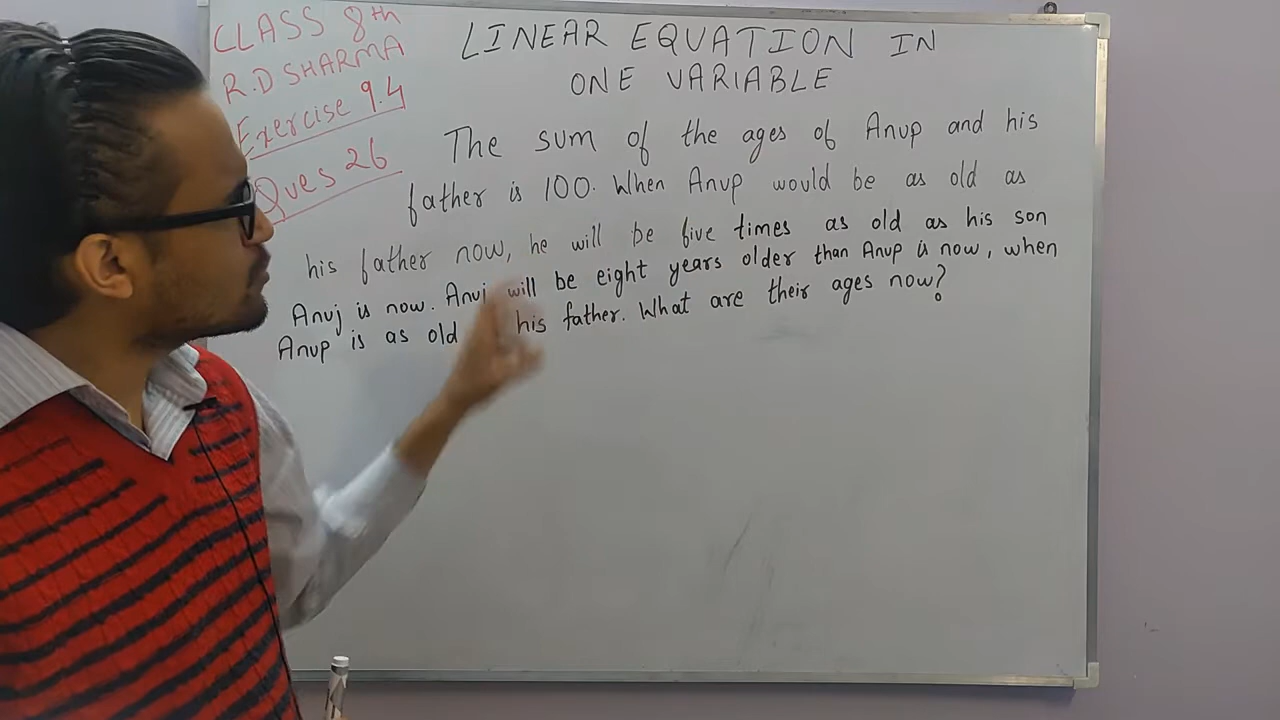 CLASS 8th
R.D SHARMA
Exercise 9.4
Ques 26
LINEAR EQUATION IN
ONE VARIABLE
The sum of the ages of Anup and his
father is 100. When Anup would be as old as
his father now, he will be five times as old as his son
Anuj is now. Anuj will be eight years older than Anup is now, when
Anup is as old his father. What are their ages now?